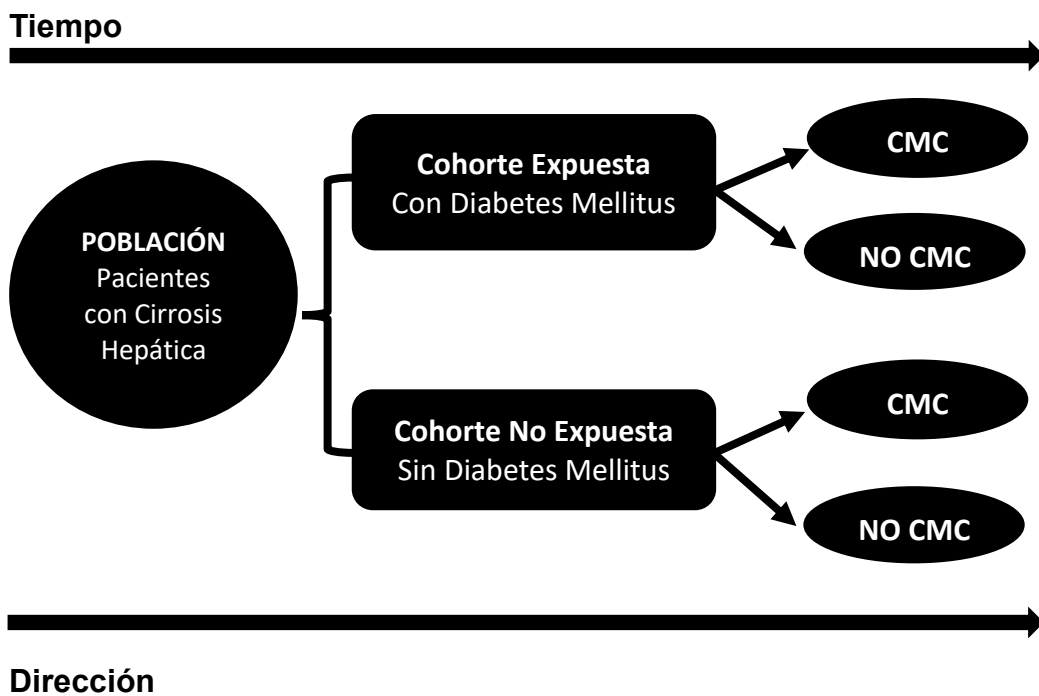 Tiempo
POBLACIÓN
Pacientes
con Cirrosis
Hepática
Cohorte Expuesta
Con Diabetes Mellitus
CMC
NO CMC
Cohorte No Expuesta
Sin Diabetes Mellitus
CMC
NO CMC
Dirección